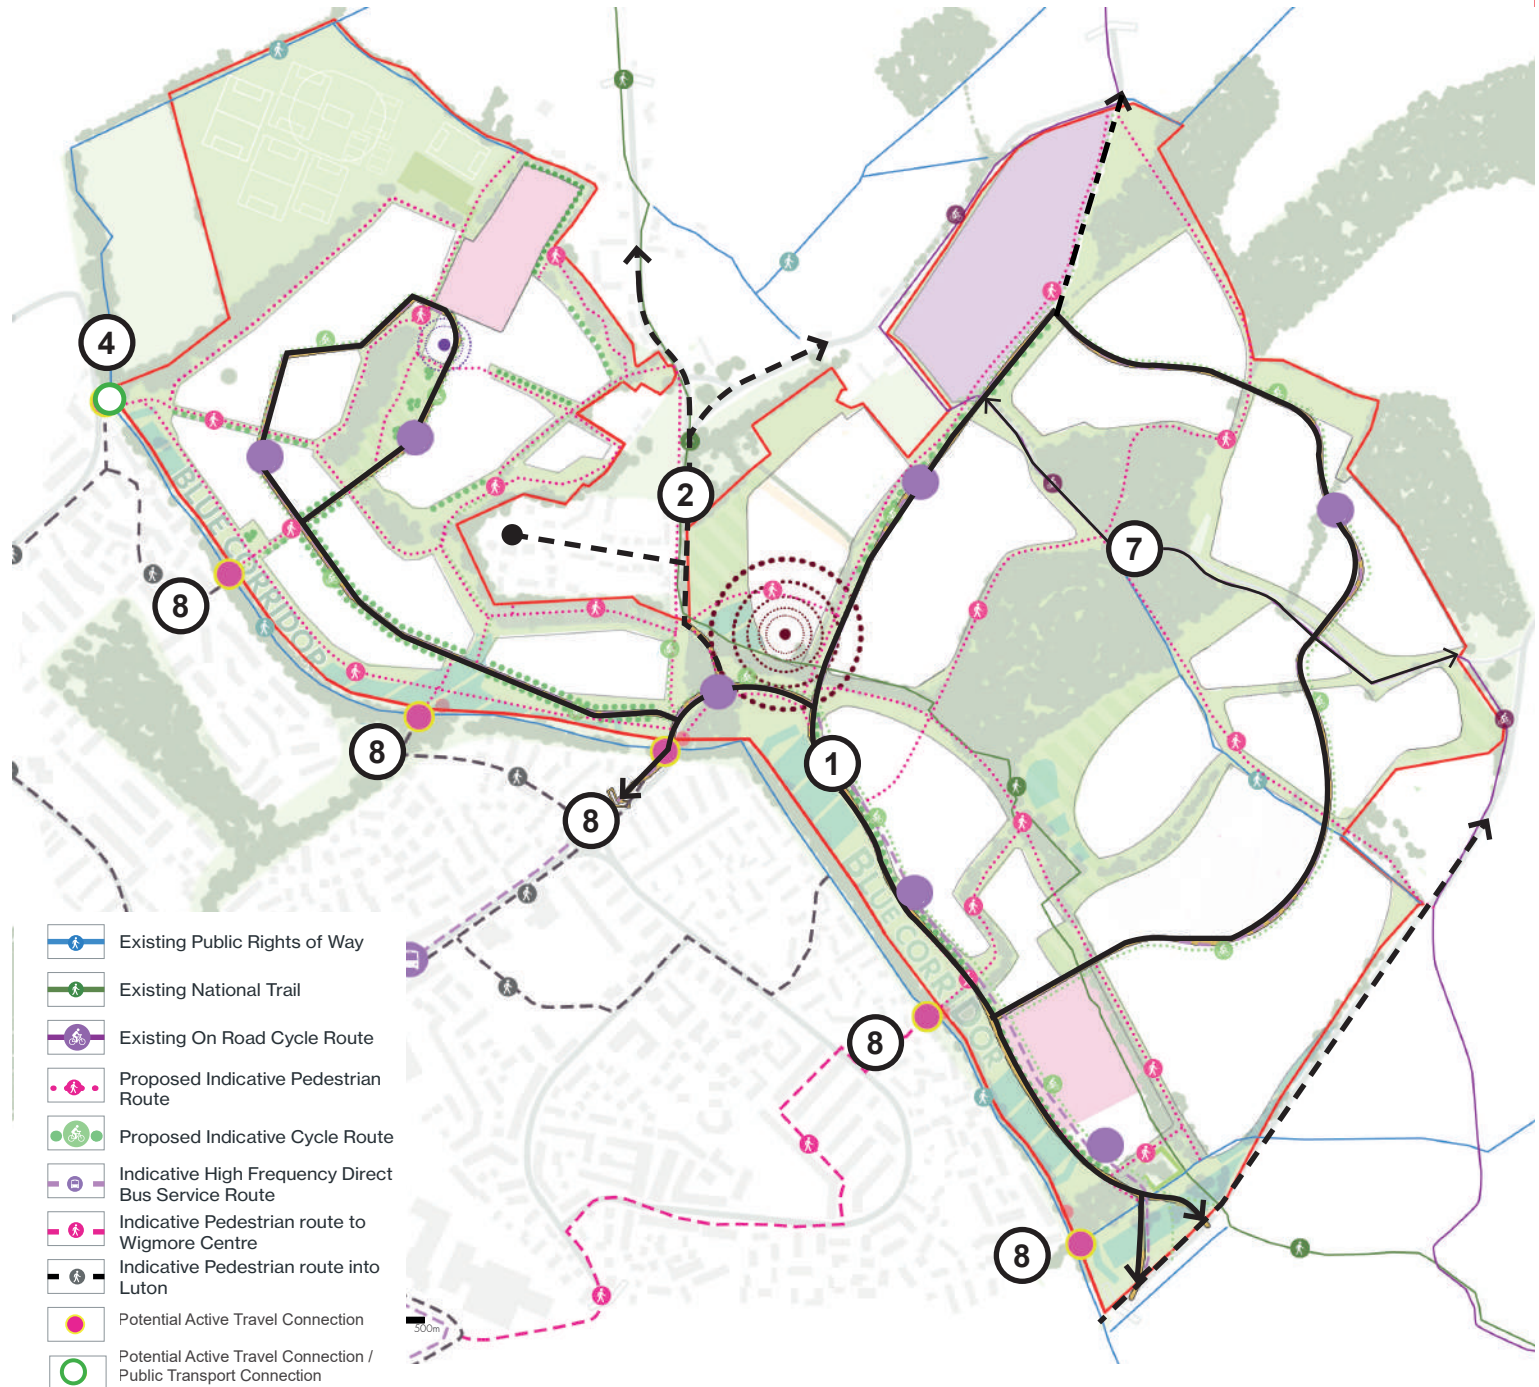 4
2
7
8
BLUE CORRIDOR
8
1
8
BLUE CORRIDOR
8
8
Existing Public Rights of Way
Existing National Trail
Existing On Road Cycle Route
Proposed Indicative Pedestrian
Route
Proposed Indicative Cycle Route
Indicative High Frequency Direct
Bus Service Route
Indicative Pedestrian route to
Wigmore Centre
Indicative Pedestrian route into
Luton
Potential Active Travel Connection
Potential Active Travel Connection /
Public Transport Connection
500m